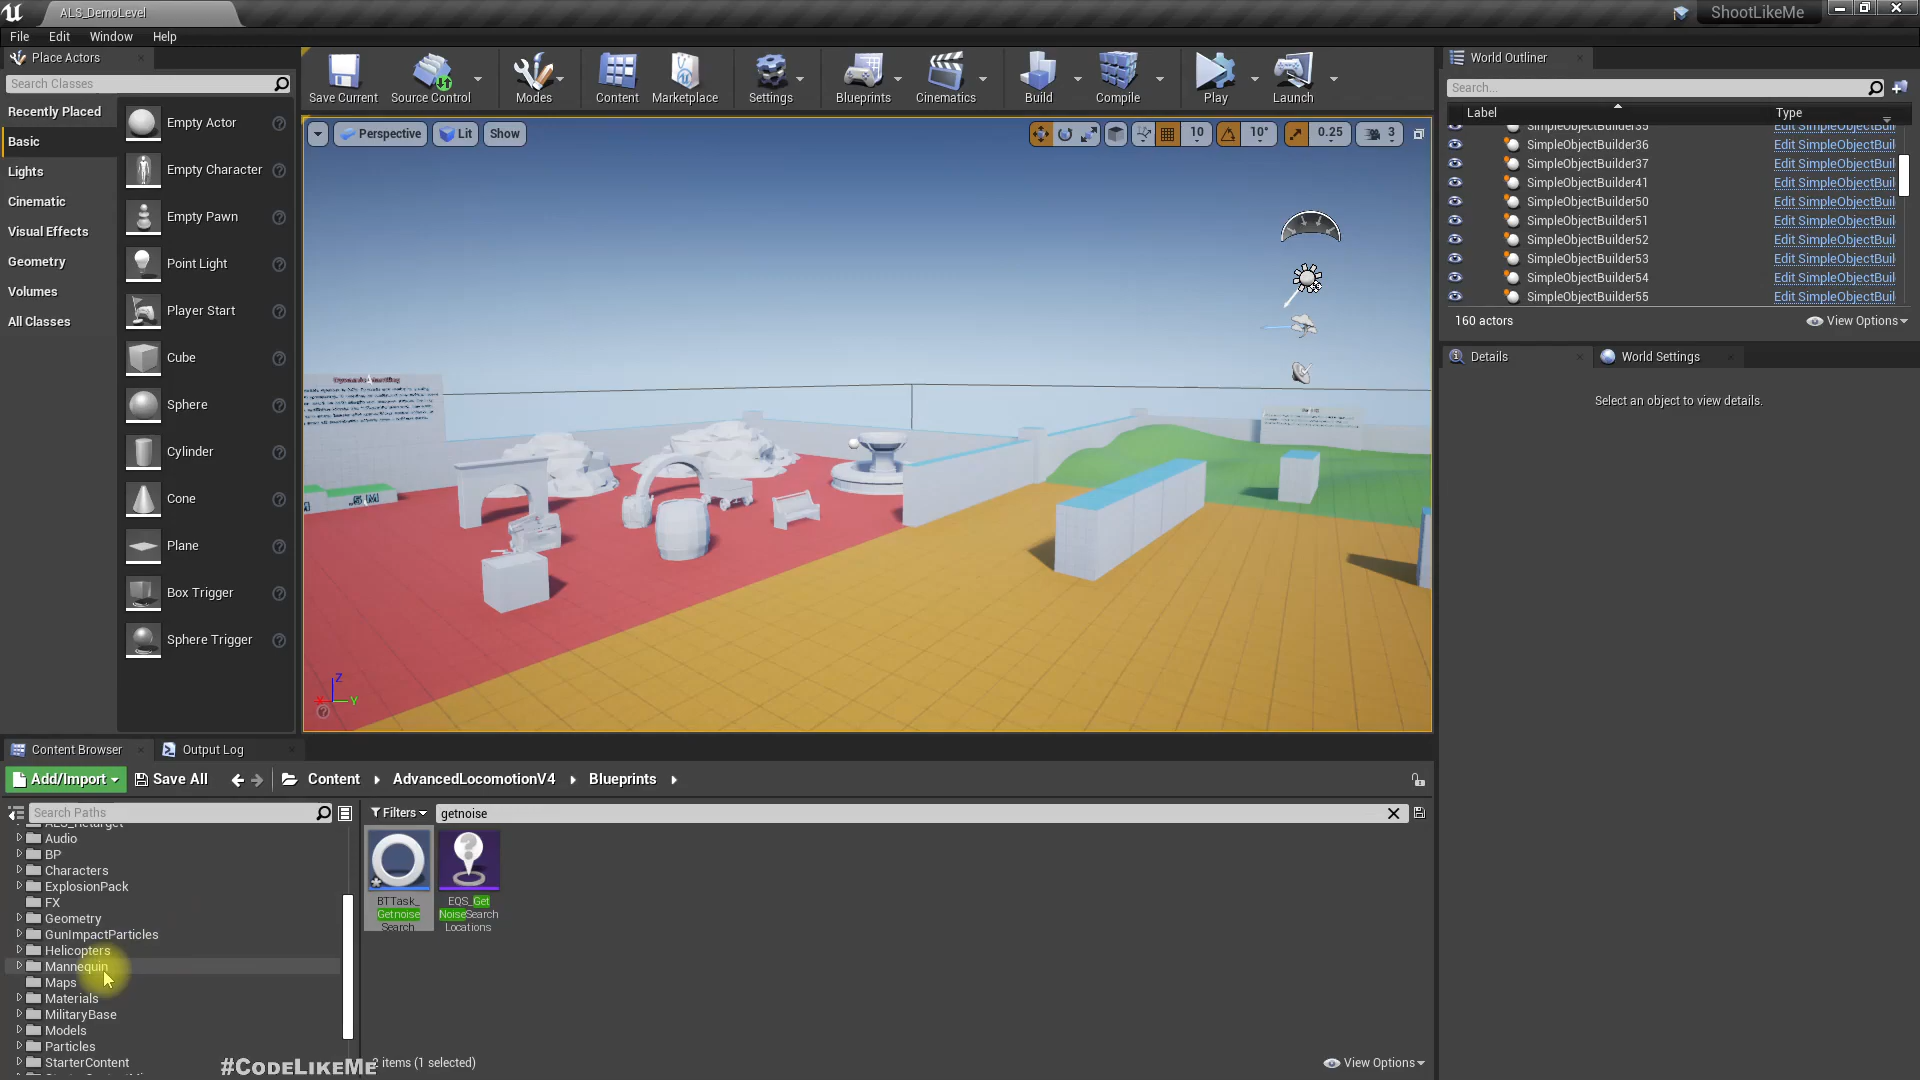 ALS_DemoLevel
ShootLikeMe
File Edit Window Help
Place Actors
Search Classes
Recently Placed
Basic
Lights
Cinematic
Visual Effects
Geometry
Volumes
All Classes
Empty Actor
Empty Character
Empty Pawn
Point Light
Player Start
Cube
Sphere
Cylinder
Cone
Plane
Box Trigger
Sphere Trigger
Save Current
Source Control
Modes
Content
Marketplace
Settings
Blueprints
Cinematics
Build
Compile
Play
Launch
Perspective
Lit
Show
10
10°
0.25
3
Z
X
Y
World Outliner
Search...
Label Type
SimpleObjectBuilder35 Edit SimpleObjectBuil
SimpleObjectBuilder36 Edit SimpleObjectBuil
SimpleObjectBuilder37 Edit SimpleObjectBuil
SimpleObjectBuilder41 Edit SimpleObjectBuil
SimpleObjectBuilder50 Edit SimpleObjectBuil
SimpleObjectBuilder51 Edit SimpleObjectBuil
SimpleObjectBuilder52 Edit SimpleObjectBuil
SimpleObjectBuilder53 Edit SimpleObjectBuil
SimpleObjectBuilder54 Edit SimpleObjectBuil
SimpleObjectBuilder55 Edit SimpleObjectBuil
160 actors
View Options
Details
World Settings
Select an object to view details.
Content Browser
Output Log
Add/Import
Save All
Content AdvancedLocomotionV4 Blueprints
Search Paths
Filters
getnoise
ALS_Retarget
Audio
BP
Characters
ExplosionPack
FX
Geometry
GunImpactParticles
Helicopters
Mannequin
Maps
Materials
MilitaryBase
Models
Particles
StarterContent
BTTask_
Getnoise
Search
EQS_Get
NoiseSearch
Locations
2 items (1 selected)
View Options
#CodeLikeMe